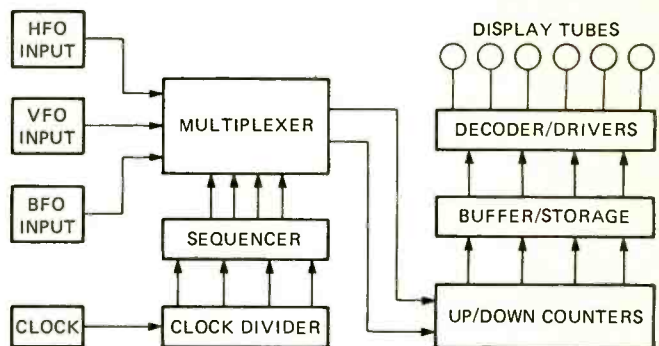 HFO
INPUT
VFO
INPUT
BFO
INPUT
CLOCK
MULTIPLEXER
SEQUENCER
CLOCK DIVIDER
DISPLAY TUBES
DECODER/DRIVERS
BUFFER/STORAGE
UP/DOWN COUNTERS